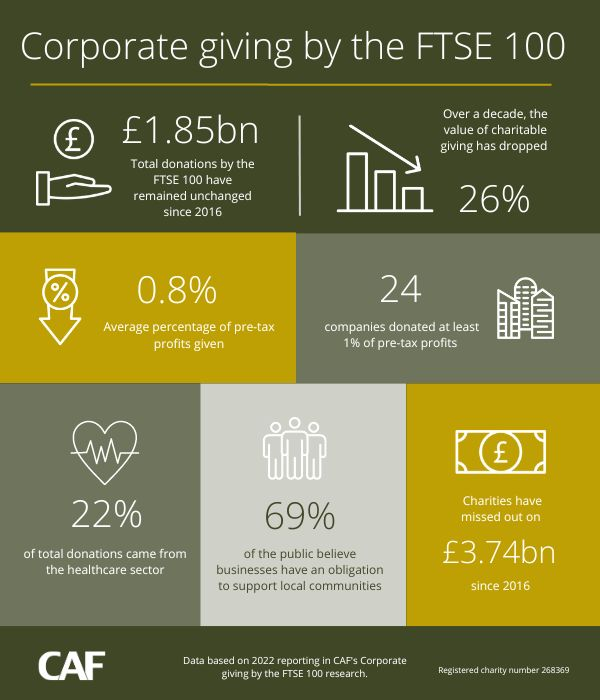 Corporate giving by the FTSE 100
£
£1.85bn
Total donations by the
FTSE 100 have
remained unchanged
since 2016
Over a decade, the
value of charitable
giving has dropped
26%
%
0.8%
Average percentage of pre-tax
profits given
24
companies donated at least
1% of pre-tax profits
22%
of total donations came from
the healthcare sector
69%
of the public believe
businesses have an obligation
to support local communities
£
Charities have
missed out on
£3.74bn
since 2016
CAF
Data based on 2022 reporting in CAF's Corporate
giving by the FTSE 100 research.
Registered charity number 268369